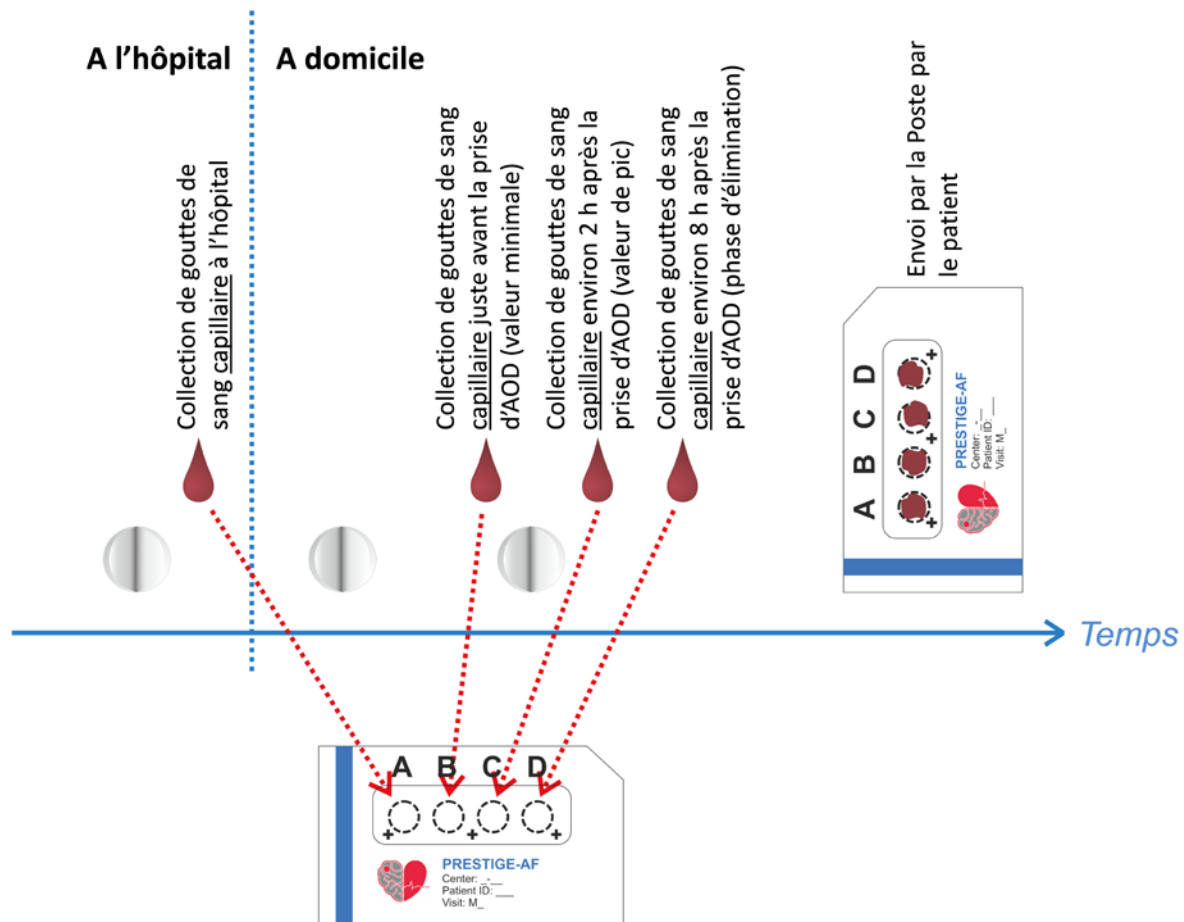 A l’hôpital
A domicile
Collection de gouttes de
sang capillaire à l’hôpital
Collection de gouttes de sang
capillaire juste avant la prise
d’AOD (valeur minimale)
Collection de gouttes de sang
capillaire environ 2 h après la
prise d’AOD (valeur de pic)
Collection de gouttes de sang
capillaire environ 8 h après la
prise d’AOD (phase d’élimination)
Envoi par la Poste par
le patient
A B C D
PRESTIGE-AF
Center: _-__
Patient ID: ___
Visit: M_
Temps
A B C D
PRESTIGE-AF
Center: _-__
Patient ID: ___
Visit: M_